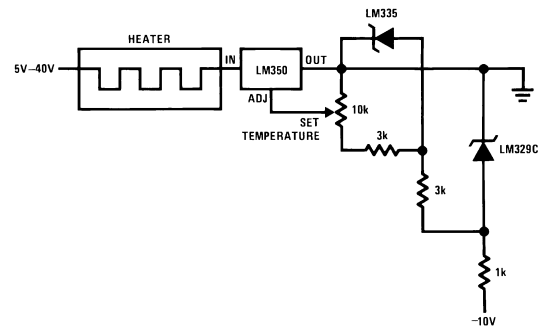 LM335
HEATER
5V–40V
IN
LM350
OUT
ADJ
SET
TEMPERATURE
10k
3k
LM329C
3k
1k
−10V